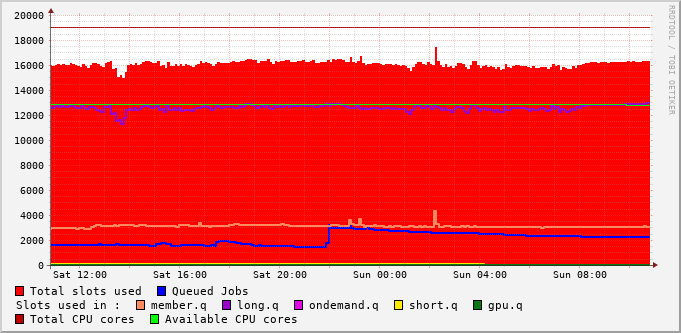 20000
18000
16000
14000
12000
10000
8000
6000
4000
2000
0
Sat 12:00 Sat 16:00 Sat 20:00 Sun 00:00 Sun 04:00 Sun 08:00
RRDTOOL / TOBI OETIKER
Total slots used Queued Jobs
Slots used in : member.q long.q ondemand.q short.q gpu.q
Total CPU cores Available CPU cores